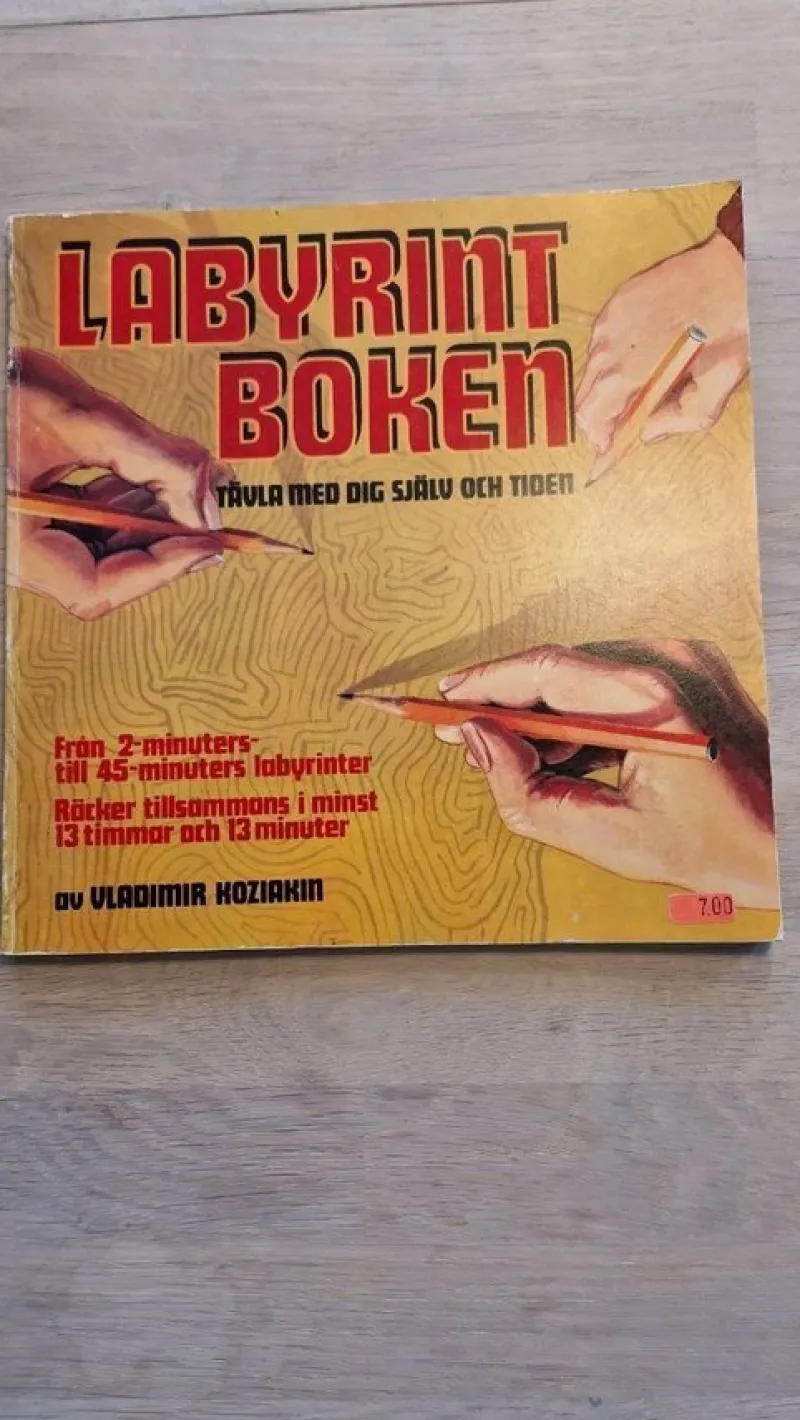 LABYRINT
BOKEN
TÄVLA MED DIG SJÄLV OCH TIDEN
Från 2-minuters-
till 45-minuters labyrinter
Räcker tillsammans i minst
13 timmar och 13 minuter
av VLADIMIR KOZIAKIN
7.00